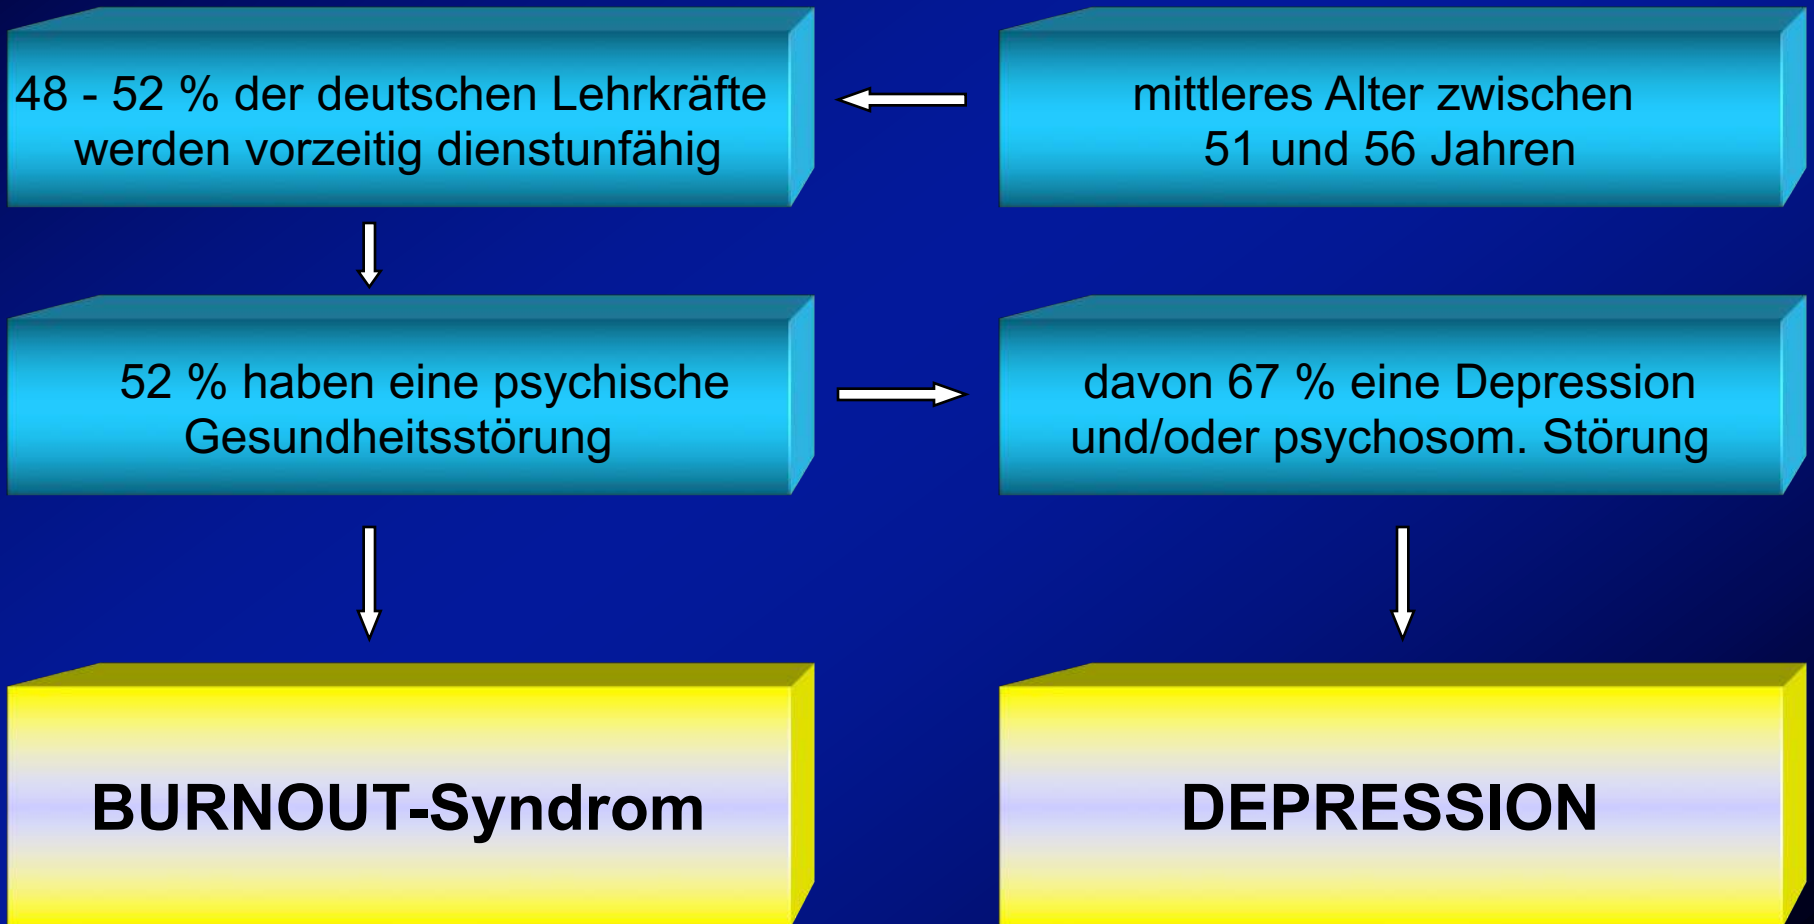 48 - 52 % der deutschen Lehrkräfte
werden vorzeitig dienstunfähig
mittleres Alter zwischen
51 und 56 Jahren
52 % haben eine psychische
Gesundheitsstörung
davon 67 % eine Depression
und/oder psychosom. Störung
BURNOUT-Syndrom
DEPRESSION